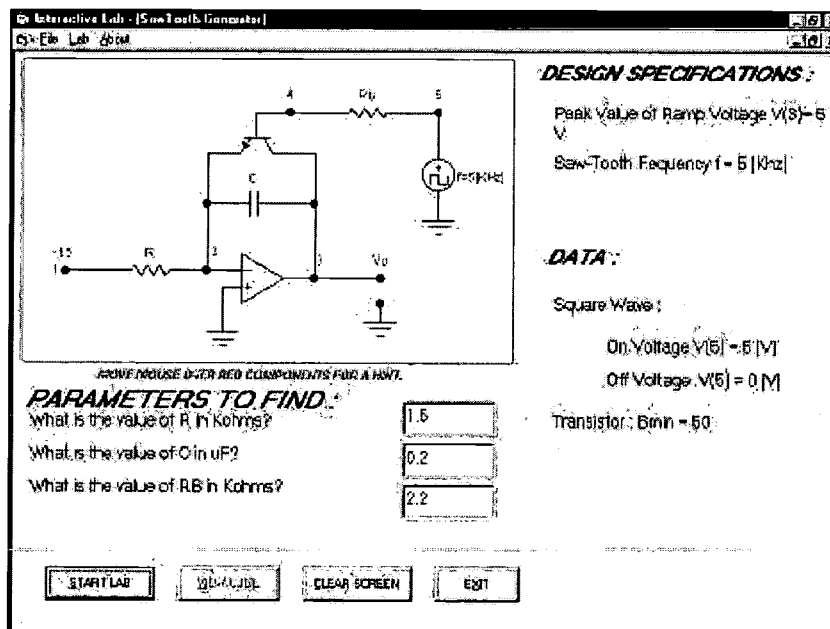 Interactive Lab - [SawTooth Generator]
File Lab About
4
Rb
5
C
f=5[KHz]
-15
1
R
2
3
Vo
MOVE MOUSE OVER RED COMPONENTS FOR A HINT.
DESIGN SPECIFICATIONS :
Peak Value of Ramp Voltage V(3)=5
V
Saw-Tooth Fequency f = 5 [Khz]
DATA :
Square Wave :
On Voltage V(5) = 5 [V]
Off Voltage V(5) = 0 [V]
Transistor : Bmin = 50
PARAMETERS TO FIND :
What is the value of R in Kohms?
1.5
What is the value of C in uF?
0.2
What is the value of RB in Kohms?
2.2
START LAB
CLEAR SCREEN
EXIT